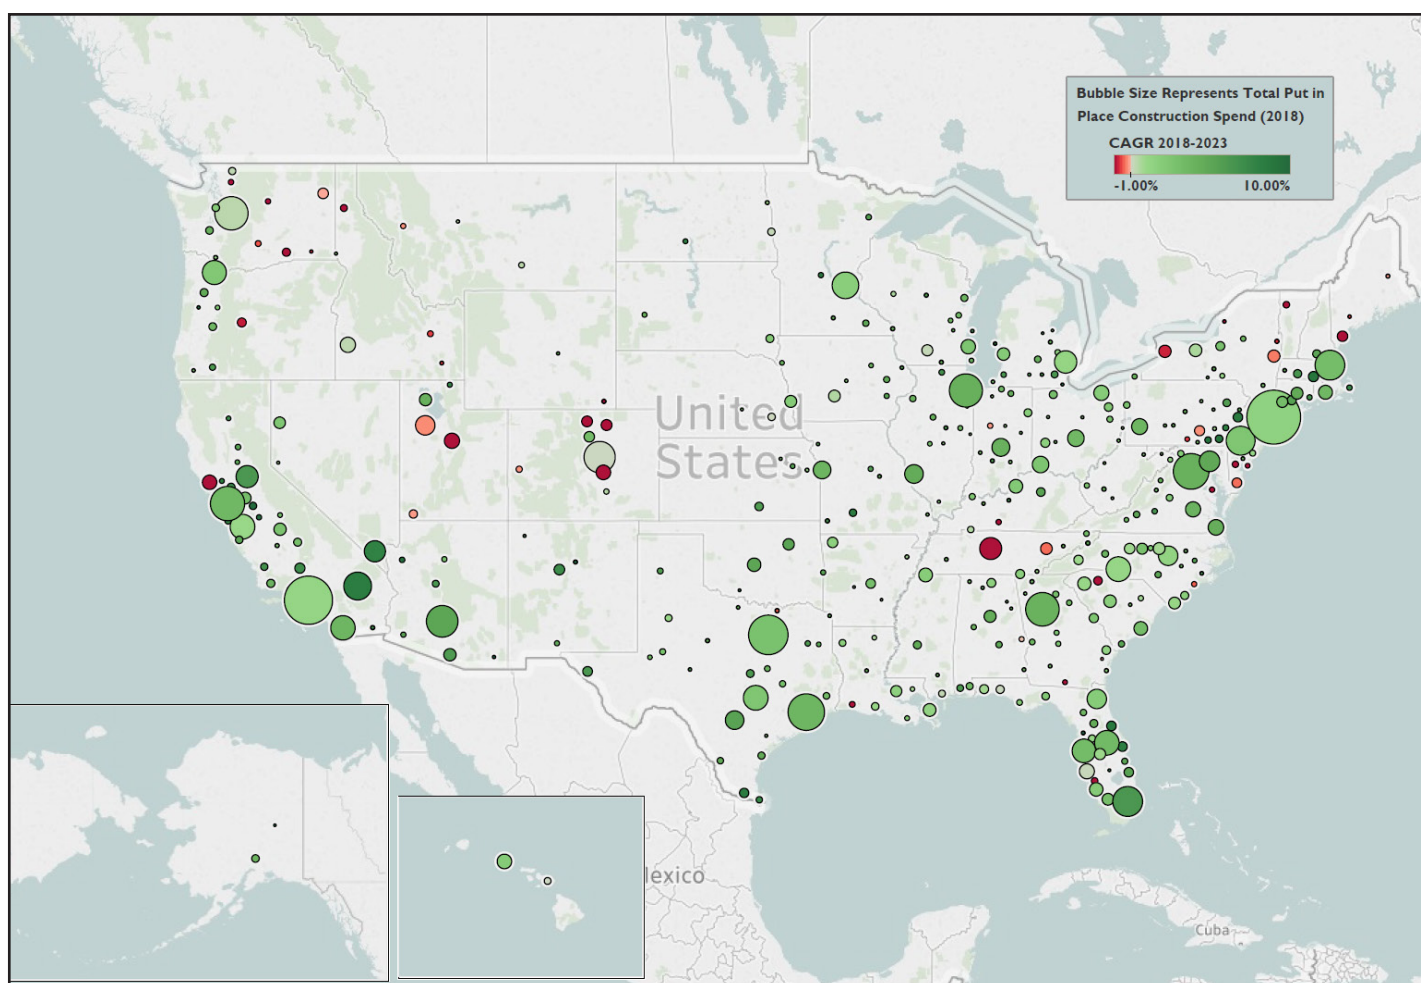 Bubble Size Represents Total Put in
Place Construction Spend (2018)
CAGR 2018-2023
-1.00% 10.00%
United
States
Mexico
Cuba